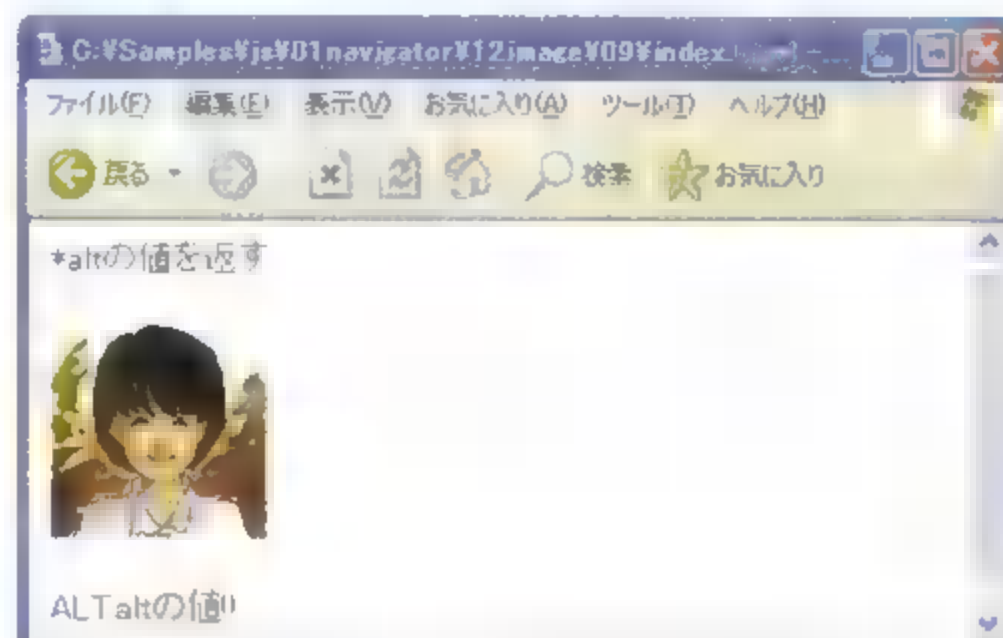 C:¥Samples¥js¥01navigator¥12image¥09¥index
ファイル(F) 編集(E) 表示(V) お気に入り(A) ツール(T) ヘルプ(H)
戻る 検索 お気に入り
*altの値を返す
ALTaltの値